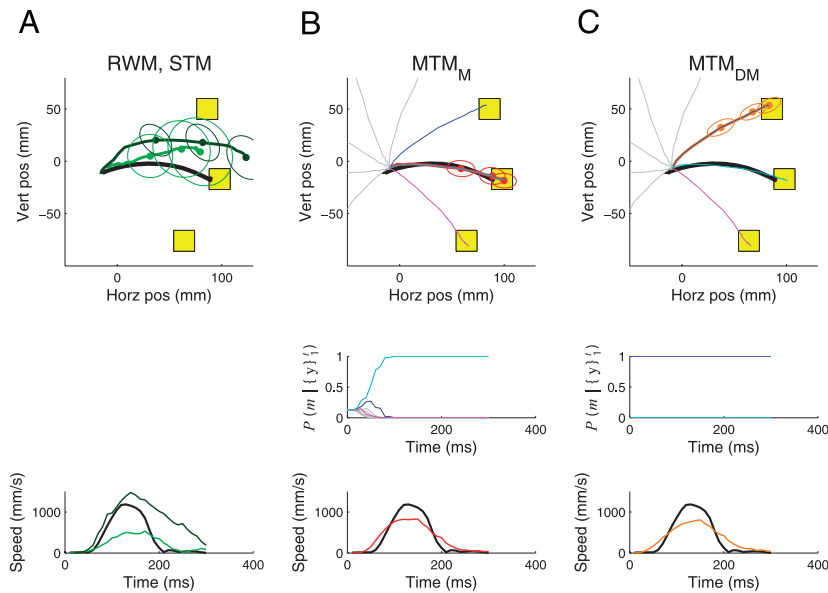 A
B
C
RWM, STM
MTM_M
MTM_DM
Vert pos (mm)
50
0
−50
0
100
Horz pos (mm)
Vert pos (mm)
50
0
−50
0
100
Horz pos (mm)
Vert pos (mm)
50
0
−50
0
100
Horz pos (mm)
P (m | { y}_1^t)
1
0.5
0
0
200
400
Time (ms)
P (m | { y}_1^t)
1
0.5
0
0
200
400
Time (ms)
Speed (mm/s)
1000
0
0
200
400
Time (ms)
Speed (mm/s)
1000
0
0
200
400
Time (ms)
Speed (mm/s)
1000
0
0
200
400
Time (ms)